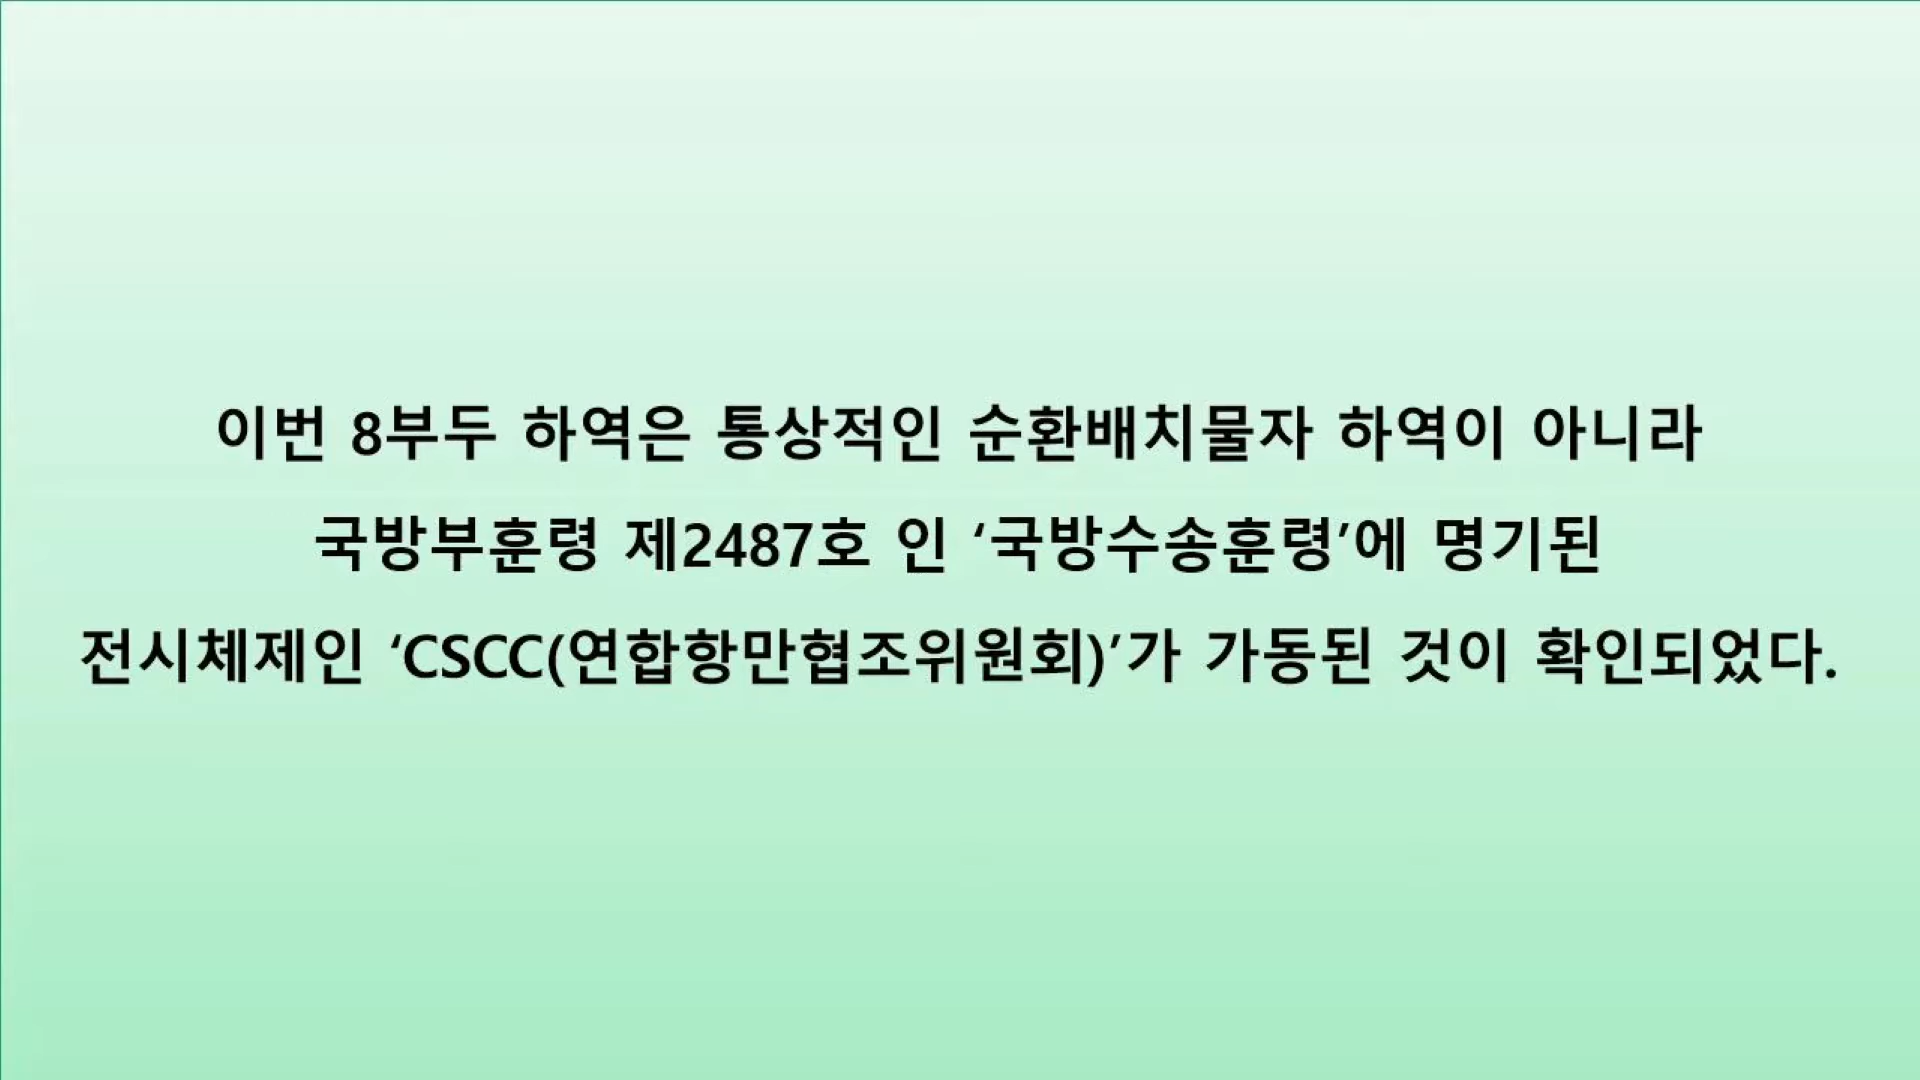 이번 8부두 하역은 통상적인 순환배치물자 하역이 아니라
국방부훈령 제2487호 인 ‘국방수송훈령’에 명기된
전시체제인 ‘CSCC(연합항만협조위원회)’가 가동된 것이 확인되었다.